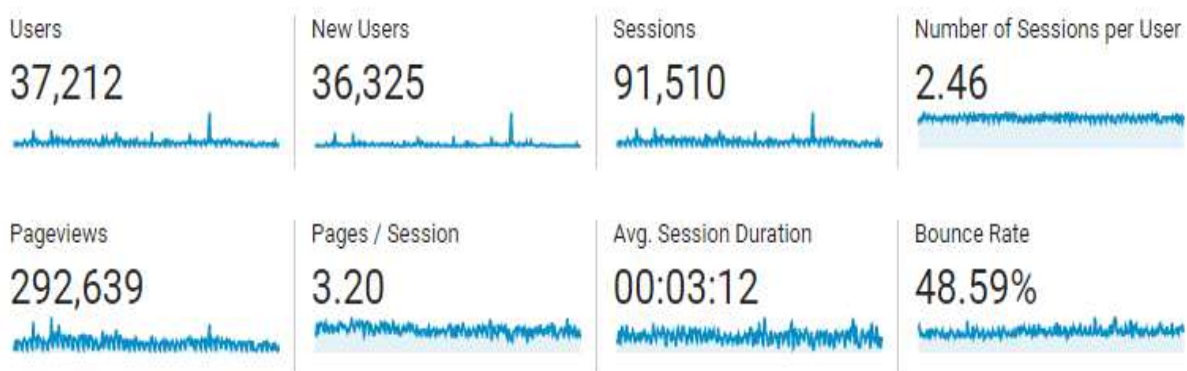 Users
37,212
New Users
36,325
Sessions
91,510
Number of Sessions per User
2.46
Pageviews
292,639
Pages / Session
3.20
Avg. Session Duration
00:03:12
Bounce Rate
48.59%